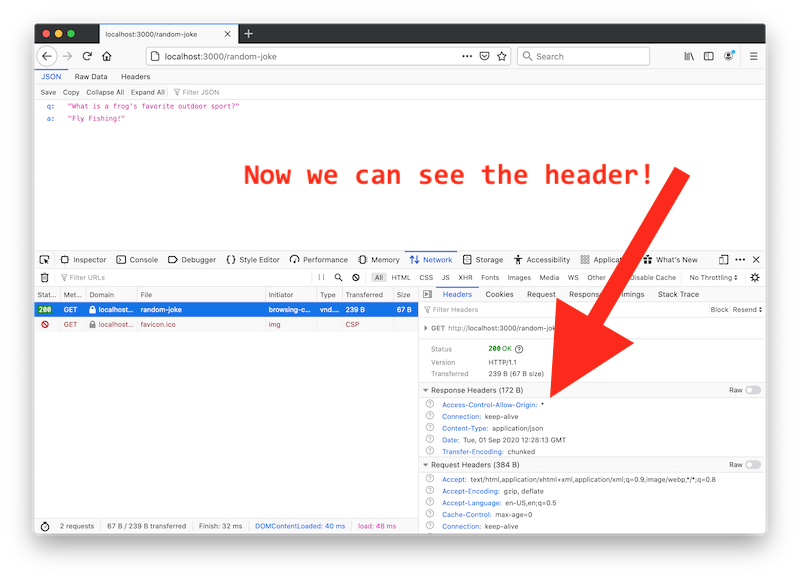 localhost:3000/random-joke
localhost:3000/random-joke Search
JSON Raw Data Headers
Save Copy Collapse All Expand All Filter JSON
q: "What is a frog's favorite outdoor sport?"
a: "Fly Fishing!"
Now we can see the header!
Inspector Console Debugger Style Editor Performance Memory Network Storage Accessibility What's New
Filter URLs All HTML CSS JS XHR Fonts Images Media WS Other Disable Cache No Throttling
Stat... Met... Domain File Initiator Type Transferred Size Headers Cookies Request Stack Trace
200 GET localhost... random-joke browsing-c... vnd.... 239 B 67 B
GET localhost... favicon.ico img CSP
Filter Headers Block Resend
GET http://localhost:3000/random-jok
Status 200 OK
Version HTTP/1.1
Transferred 239 B (67 B size)
Response Headers (172 B) Raw
Access-Control-Allow-Origin: *
Connection: keep-alive
Content-Type: application/json
Date: Tue, 01 Sep 2020 12:28:13 GMT
Transfer-Encoding: chunked
Request Headers (384 B) Raw
Accept: text/html,application/xhtml+xml,application/xml;q=0.9,image/webp,*/*;q=0.8
Accept-Encoding: gzip, deflate
Accept-Language: en-US,en;q=0.5
Cache-Control: max-age=0
Connection: keep-alive
2 requests 67 B / 239 B transferred Finish: 32 ms DOMContentLoaded: 40 ms load: 48 ms